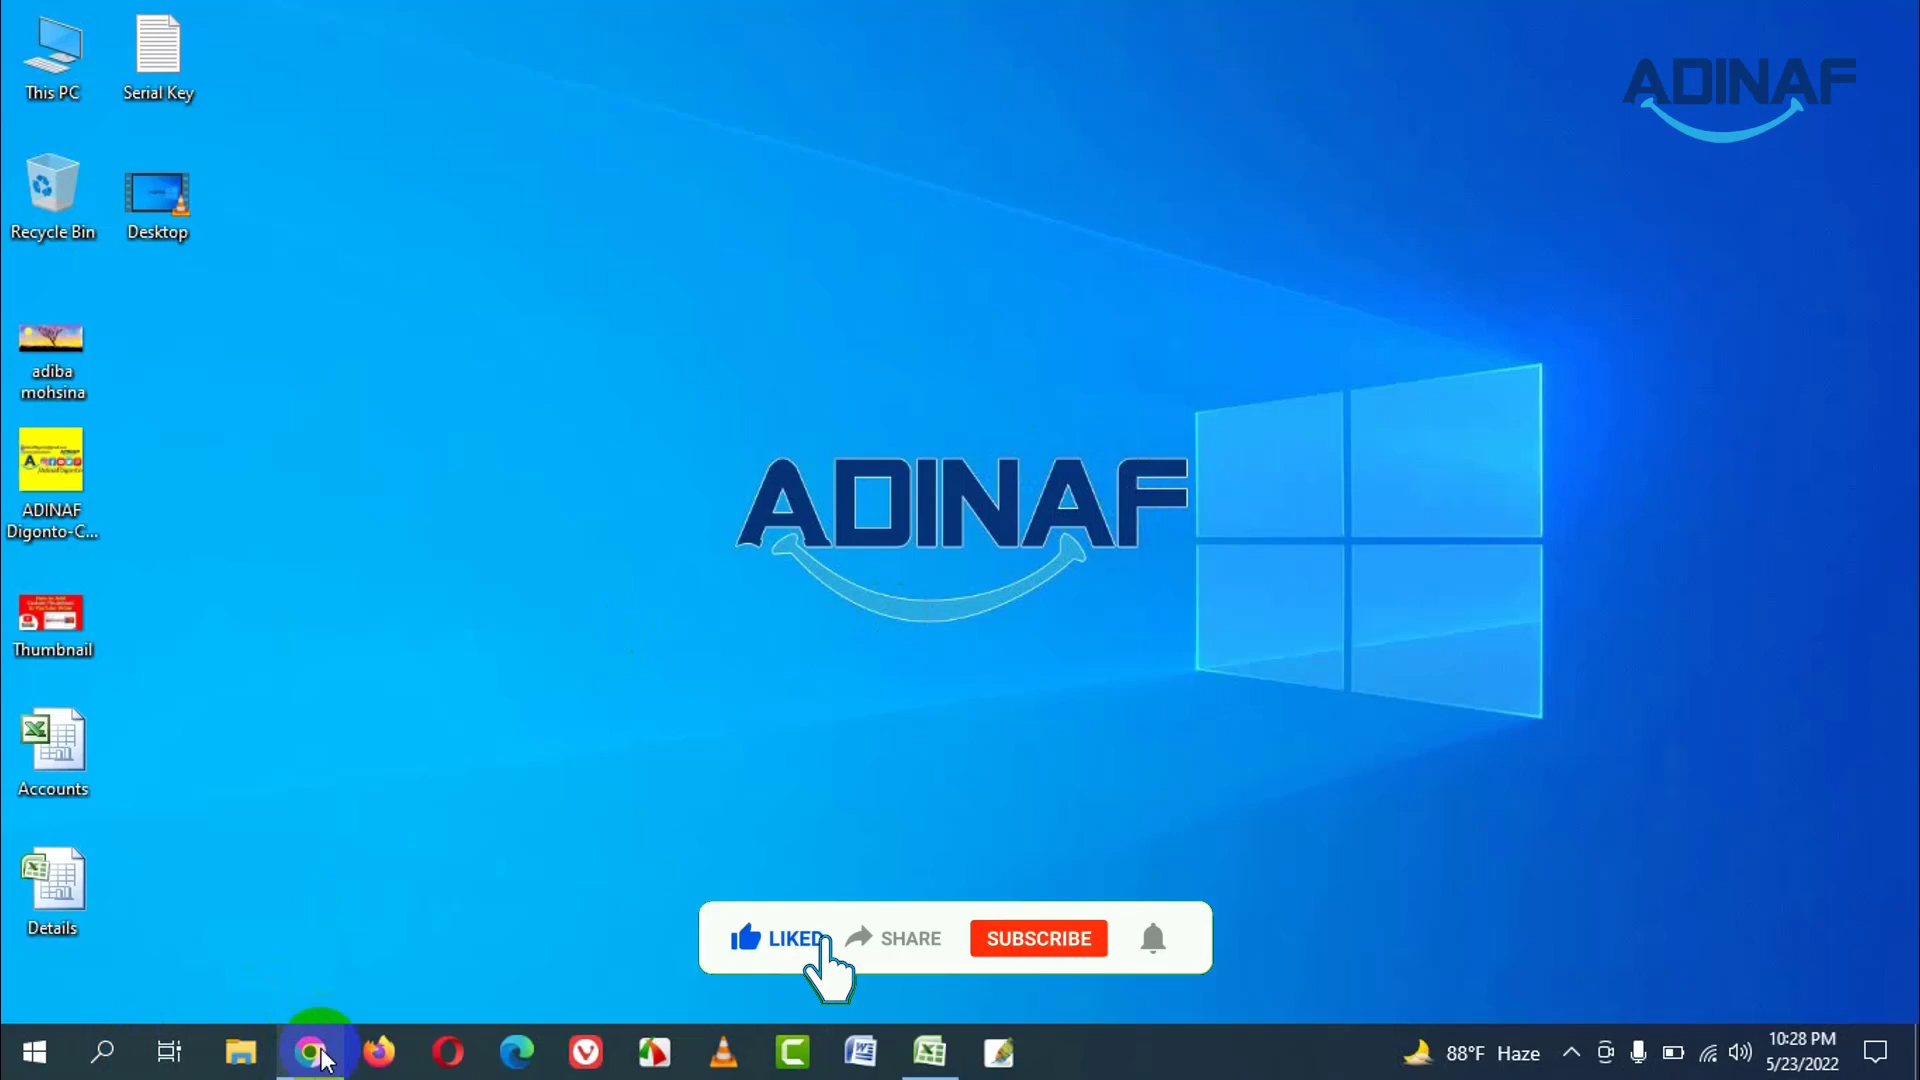 This PC
Serial Key
ADINAF
Recycle Bin
Desktop
adiba
mohsina
ADINAF
ADINAF
Digonto-C...
Thumbnail
Accounts
Details
LIKED
SHARE
SUBSCRIBE
88°F Haze
10:28 PM
5/23/2022